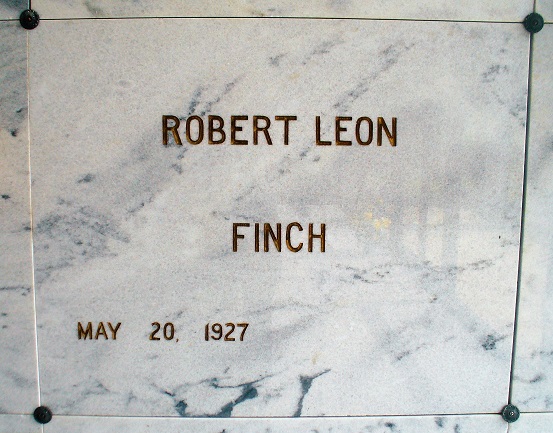 ROBERT LEON
FINCH
MAY 20, 1927